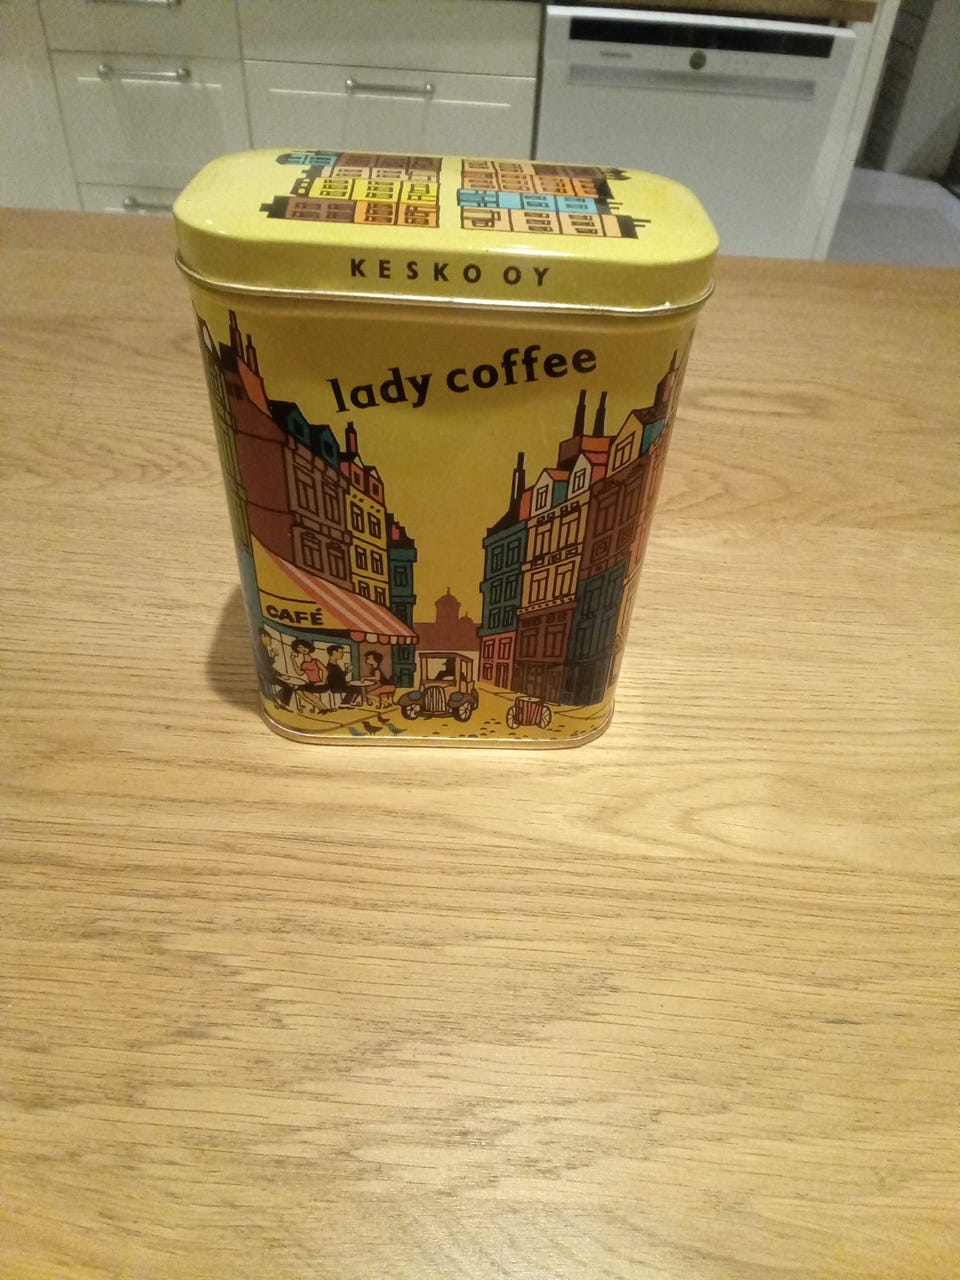 KESKO OY
lady coffee
CAFÉ